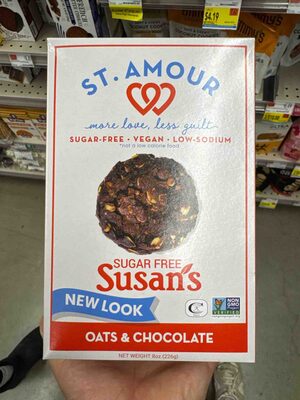 $4.19
ST. AMOUR
more love, less guilt
SUGAR-FREE • VEGAN • LOW-SODIUM
*not a low calorie food
SUGAR FREE
Susan's
NEW LOOK
NON
GMO
VERIFIED
OATS & CHOCOLATE
NET WEIGHT 8oz (226g)